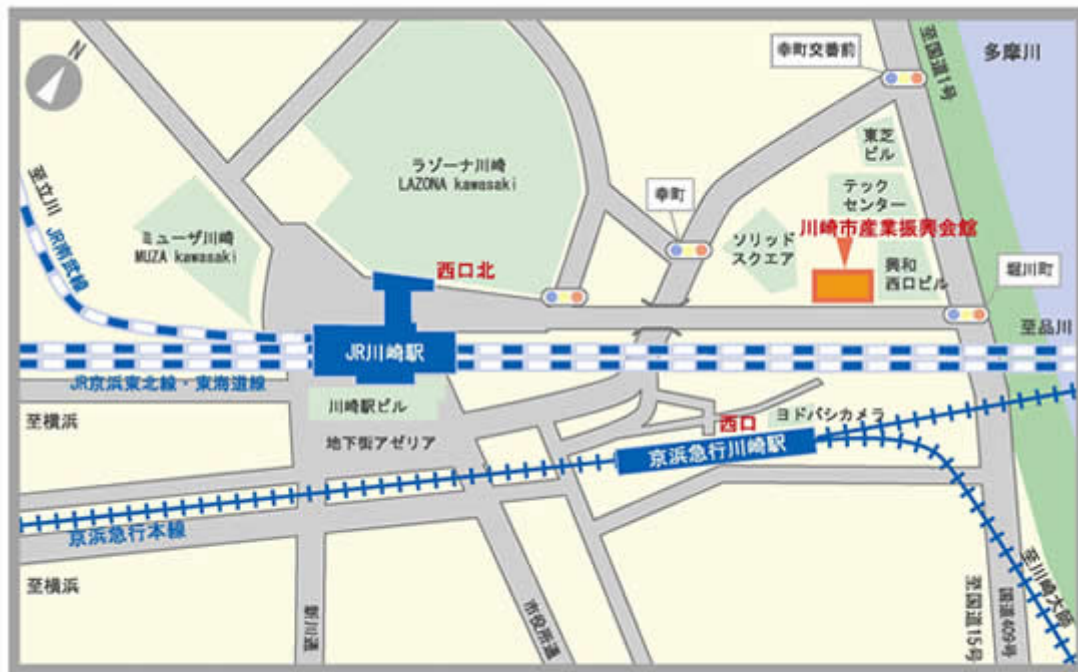 N
幸町交番前
至国道1号
多摩川
東芝
ビル
ラゾーナ川崎
LAZONA kawasaki
テック
センター
幸町
至立川
JR南武線
ミューザ川崎
MUZA kawasaki
川崎市産業振興会館
ソリッド
スクエア
西口北
興和
西口ビル
堀川町
至品川
JR川崎駅
JR京浜東北線・東海道線
川崎駅ビル
至横浜
西口
ヨドバシカメラ
地下街アゼリア
京浜急行川崎駅
京浜急行本線
至横浜
新川通
市役所通
至国道15号
国道409号
至川崎大師